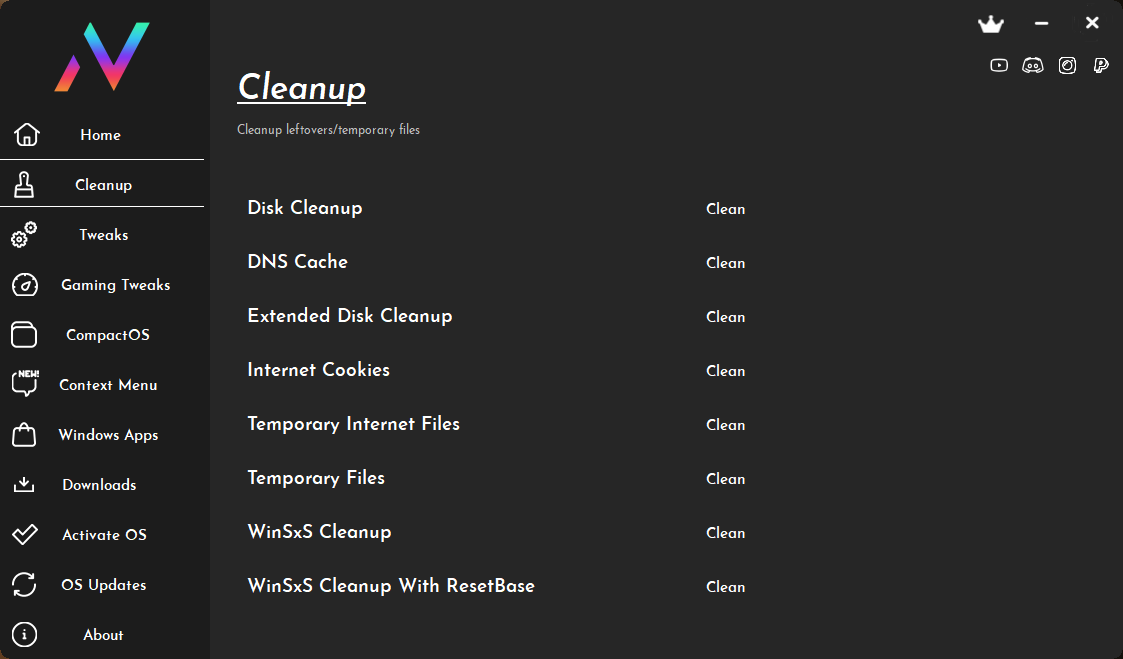 Home
Cleanup
Tweaks
Gaming Tweaks
CompactOS
NEW!
Context Menu
Windows Apps
Downloads
Activate OS
OS Updates
About
Cleanup
Cleanup leftovers/temporary files
Disk Cleanup Clean
DNS Cache Clean
Extended Disk Cleanup Clean
Internet Cookies Clean
Temporary Internet Files Clean
Temporary Files Clean
WinSxS Cleanup Clean
WinSxS Cleanup With ResetBase Clean